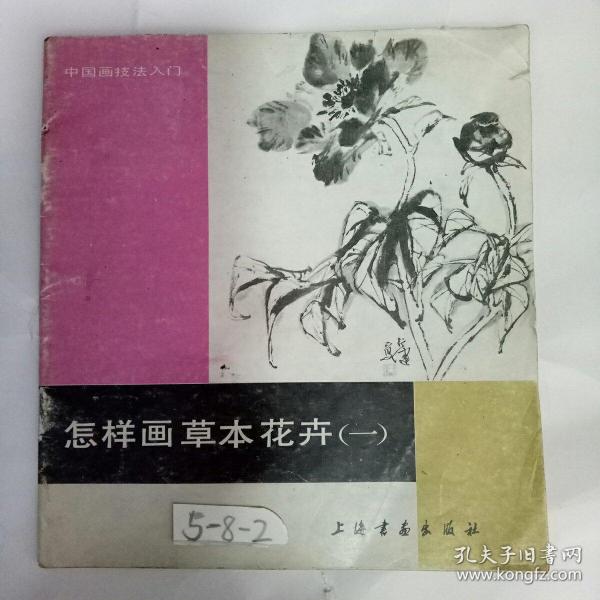 中国画技法入门
怎样画草本花卉(一)
5-8-2
上海书画出版社
孔夫子旧书网
www.kongfz.com